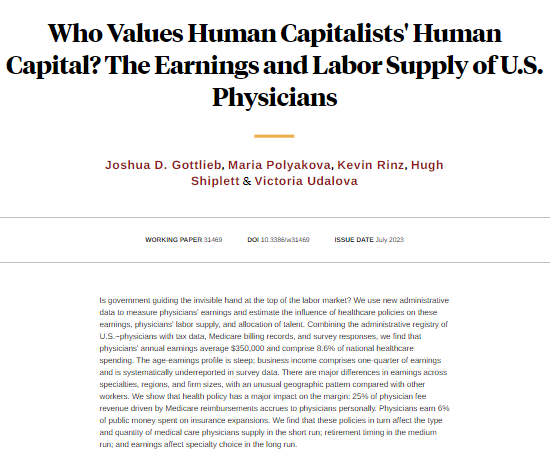 Who Values Human Capitalists' Human
Capital? The Earnings and Labor Supply of U.S.
Physicians
Joshua D. Gottlieb, Maria Polyakova, Kevin Rinz, Hugh
Shiplett & Victoria Udalova
WORKING PAPER 31469 DOI 10.3386/w31469 ISSUE DATE July 2023
Is government guiding the invisible hand at the top of the labor market? We use new administrative
data to measure physicians' earnings and estimate the influence of healthcare policies on these
earnings, physicians' labor supply, and allocation of talent. Combining the administrative registry of
U.S.–physicians with tax data, Medicare billing records, and survey responses, we find that
physicians' annual earnings average $350,000 and comprise 8.6% of national healthcare
spending. The age-earnings profile is steep; business income comprises one-quarter of earnings
and is systematically underreported in survey data. There are major differences in earnings across
specialties, regions, and firm sizes, with an unusual geographic pattern compared with other
workers. We show that health policy has a major impact on the margin: 25% of physician fee
revenue driven by Medicare reimbursements accrues to physicians personally. Physicians earn 6%
of public money spent on insurance expansions. We find that these policies in turn affect the type
and quantity of medical care physicians supply in the short run; retirement timing in the medium
run; and earnings affect specialty choice in the long run.